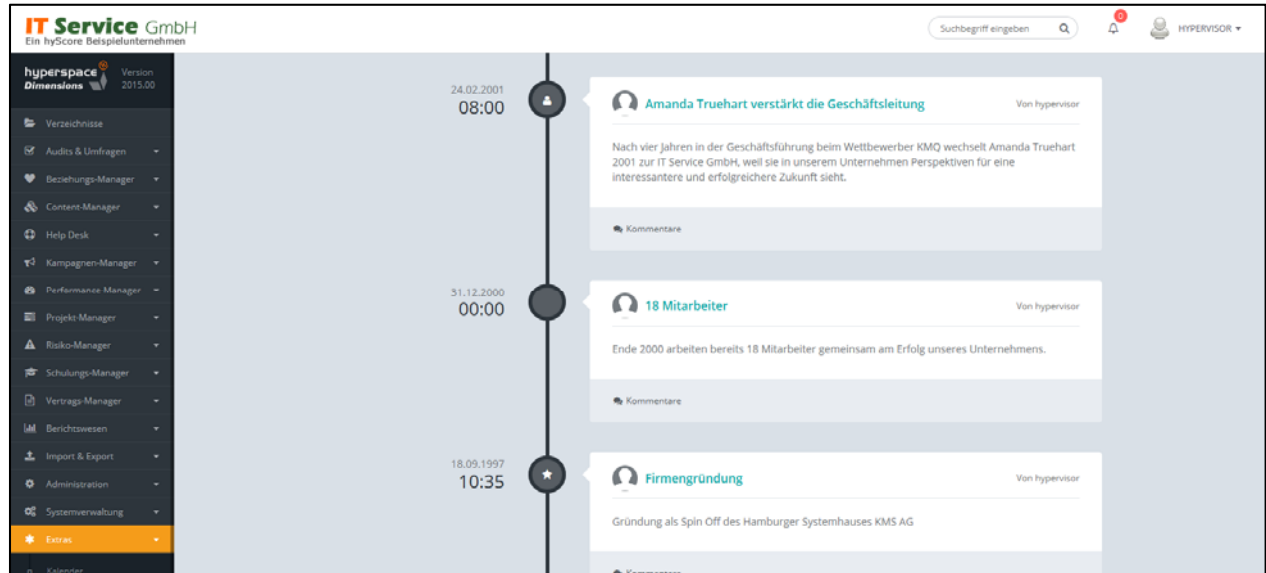 IT Service GmbH
Ein hyScore Beispielunternehmen
Suchbegriff eingeben
0
HYPERVISOR
hyperspace
Dimensions
Version
2015.00
Verzeichnisse
Audits & Umfragen
Beziehungs-Manager
Content-Manager
Help Desk
Kampagnen-Manager
Performance Manager
Projekt-Manager
Risiko-Manager
Schulungs-Manager
Vertrags-Manager
Berichtswesen
Import & Export
Administration
Systemverwaltung
Extras
Kalender
24.02.2001
08:00
Amanda Truehart verstärkt die Geschäftsleitung
Von hypervisor
Nach vier Jahren in der Geschäftsführung beim Wettbewerber KMQ wechselt Amanda Truehart
2001 zur IT Service GmbH, weil sie in unserem Unternehmen Perspektiven für eine
interessantere und erfolgreichere Zukunft sieht.
Kommentare
31.12.2000
00:00
18 Mitarbeiter
Von hypervisor
Ende 2000 arbeiten bereits 18 Mitarbeiter gemeinsam am Erfolg unseres Unternehmens.
Kommentare
18.09.1997
10:35
Firmengründung
Von hypervisor
Gründung als Spin Off des Hamburger Systemhauses KMS AG
Kommentare